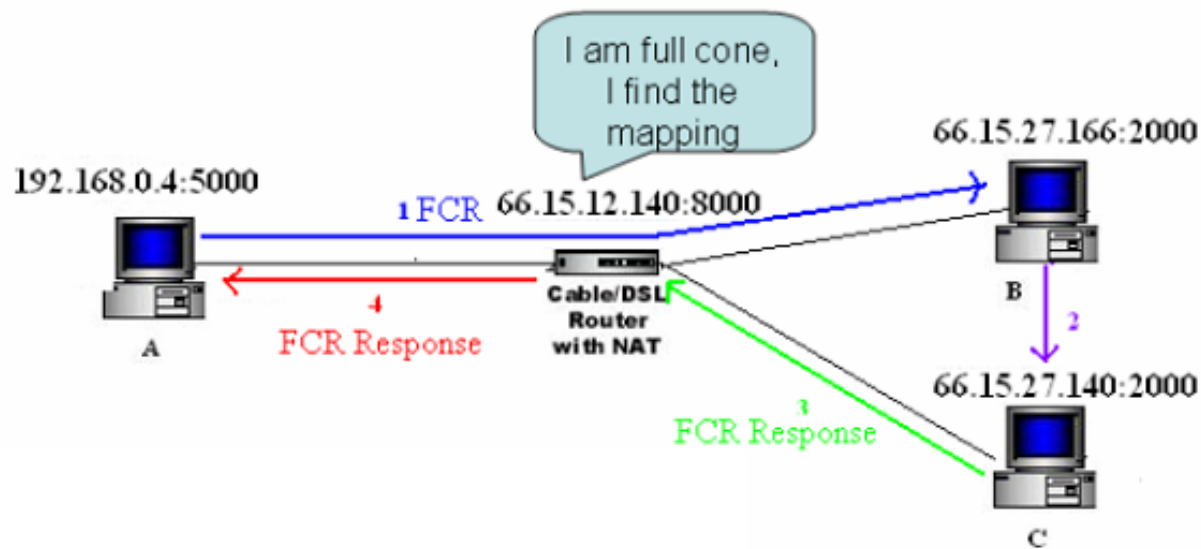 I am full cone,
I find the
mapping
66.15.27.166:2000
192.168.0.4:5000
1 FCR
66.15.12.140:8000
Cable/DSL
Router
with NAT
4
FCR Response
A
B
2
66.15.27.140:2000
3
FCR Response
C